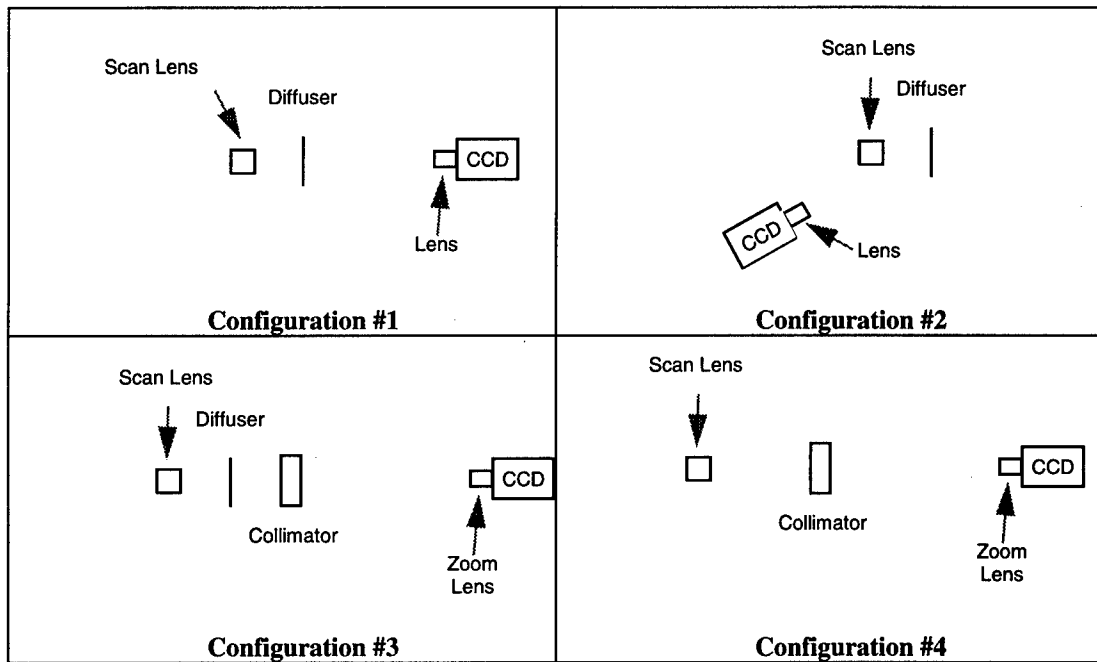 Scan Lens
Diffuser
CCD
Lens
Configuration #1
Scan Lens
Diffuser
CCD
Lens
Configuration #2
Scan Lens
Diffuser
CCD
Collimator
Zoom
Lens
Configuration #3
Scan Lens
CCD
Collimator
Zoom
Lens
Configuration #4